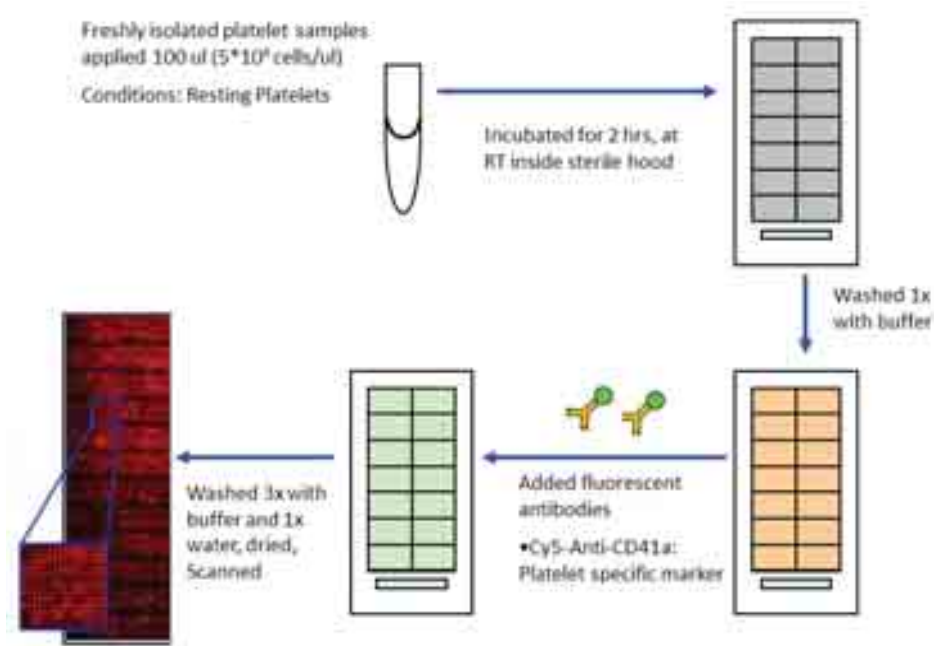 Freshly isolated platelet samples
applied 100 ul (5*10⁶ cells/ul)
Conditions: Resting Platelets
Incubated for 2 hrs, at
RT inside sterile hood
Washed 1x
with buffer
Added fluorescent
antibodies
•Cy5-Anti-CD41a:
Platelet specific marker
Washed 3x with
buffer and 1x
water, dried,
Scanned